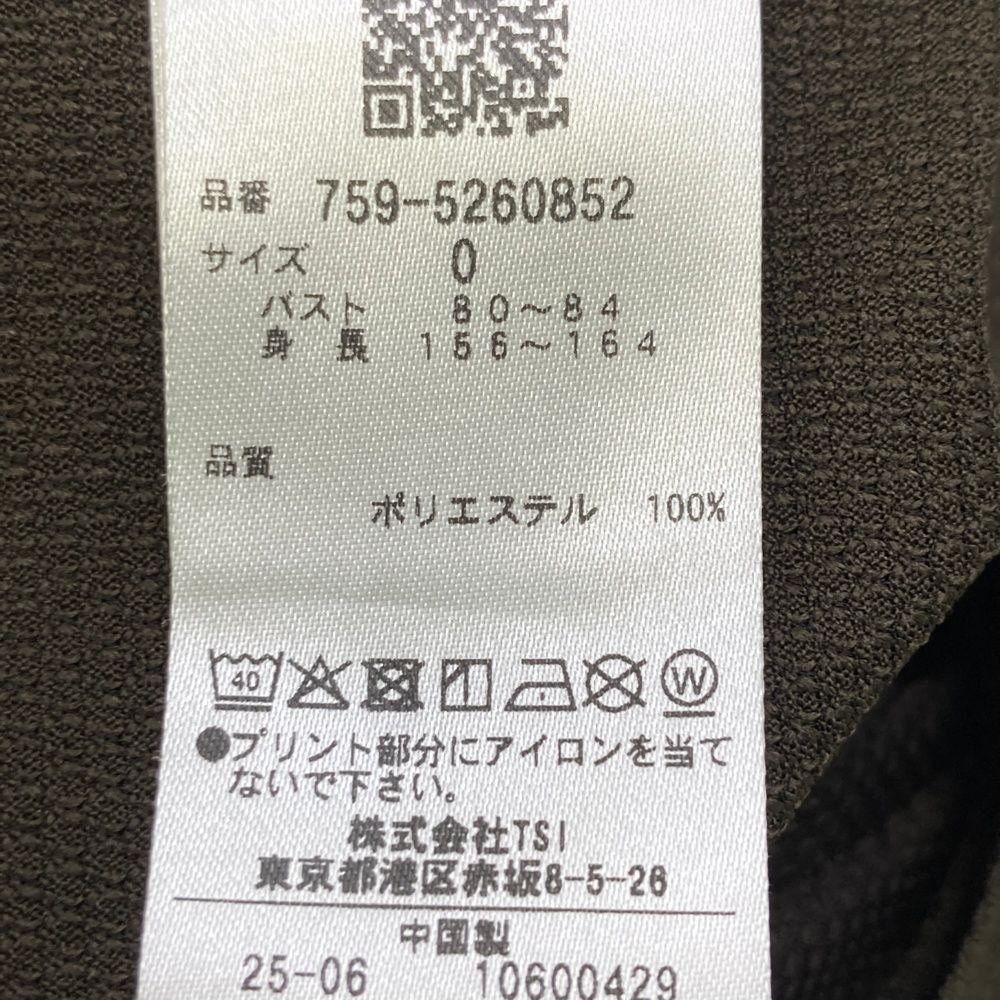 品番 759-5260852
サイズ 0
バスト 80～84
身長 156～164
品質
ポリエステル 100%
40 W
●プリント部分にアイロンを当て
ないで下さい。
株式会社TSI
東京都港区赤坂8-5-26
中国製
25-06 10600429